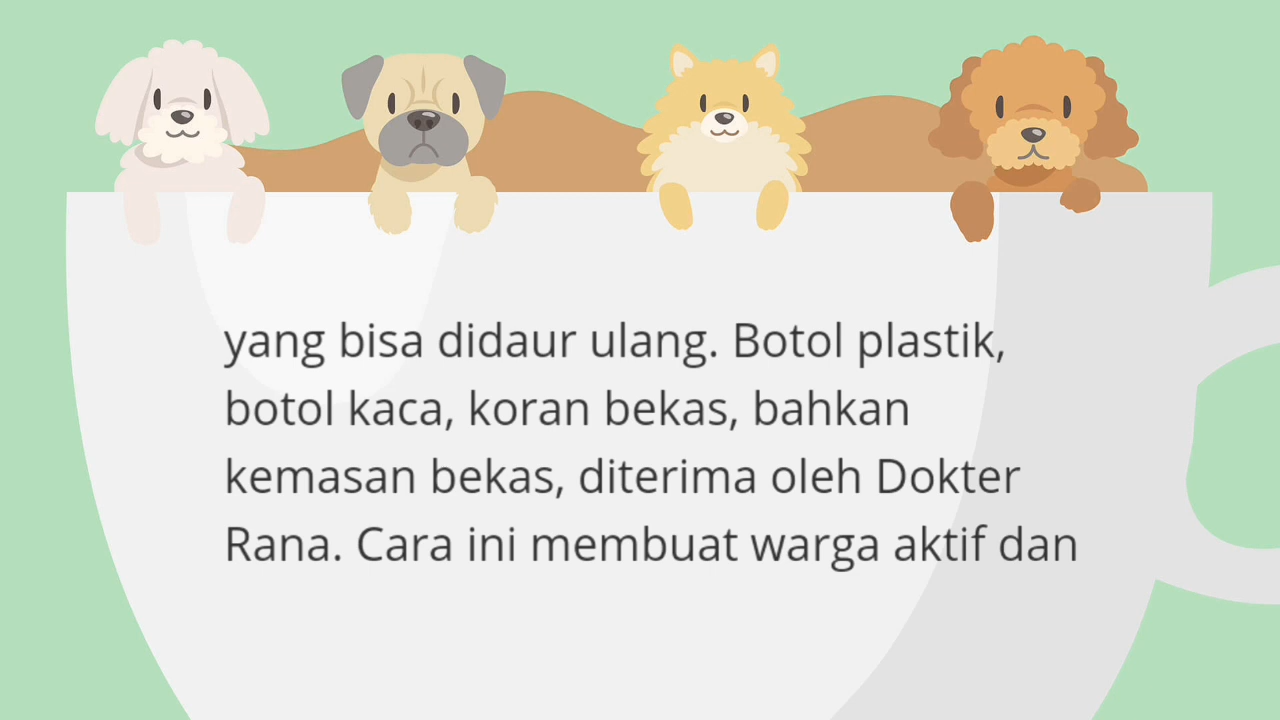 yang bisa didaur ulang. Botol plastik,
botol kaca, koran bekas, bahkan
kemasan bekas, diterima oleh Dokter
Rana. Cara ini membuat warga aktif dan